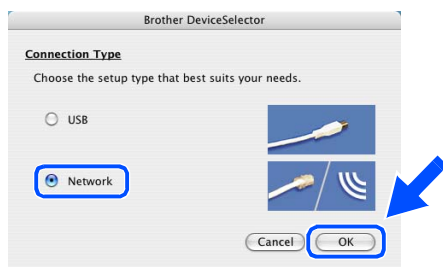 Brother DeviceSelector
Connection Type
Choose the setup type that best suits your needs.
USB
Network
Cancel OK